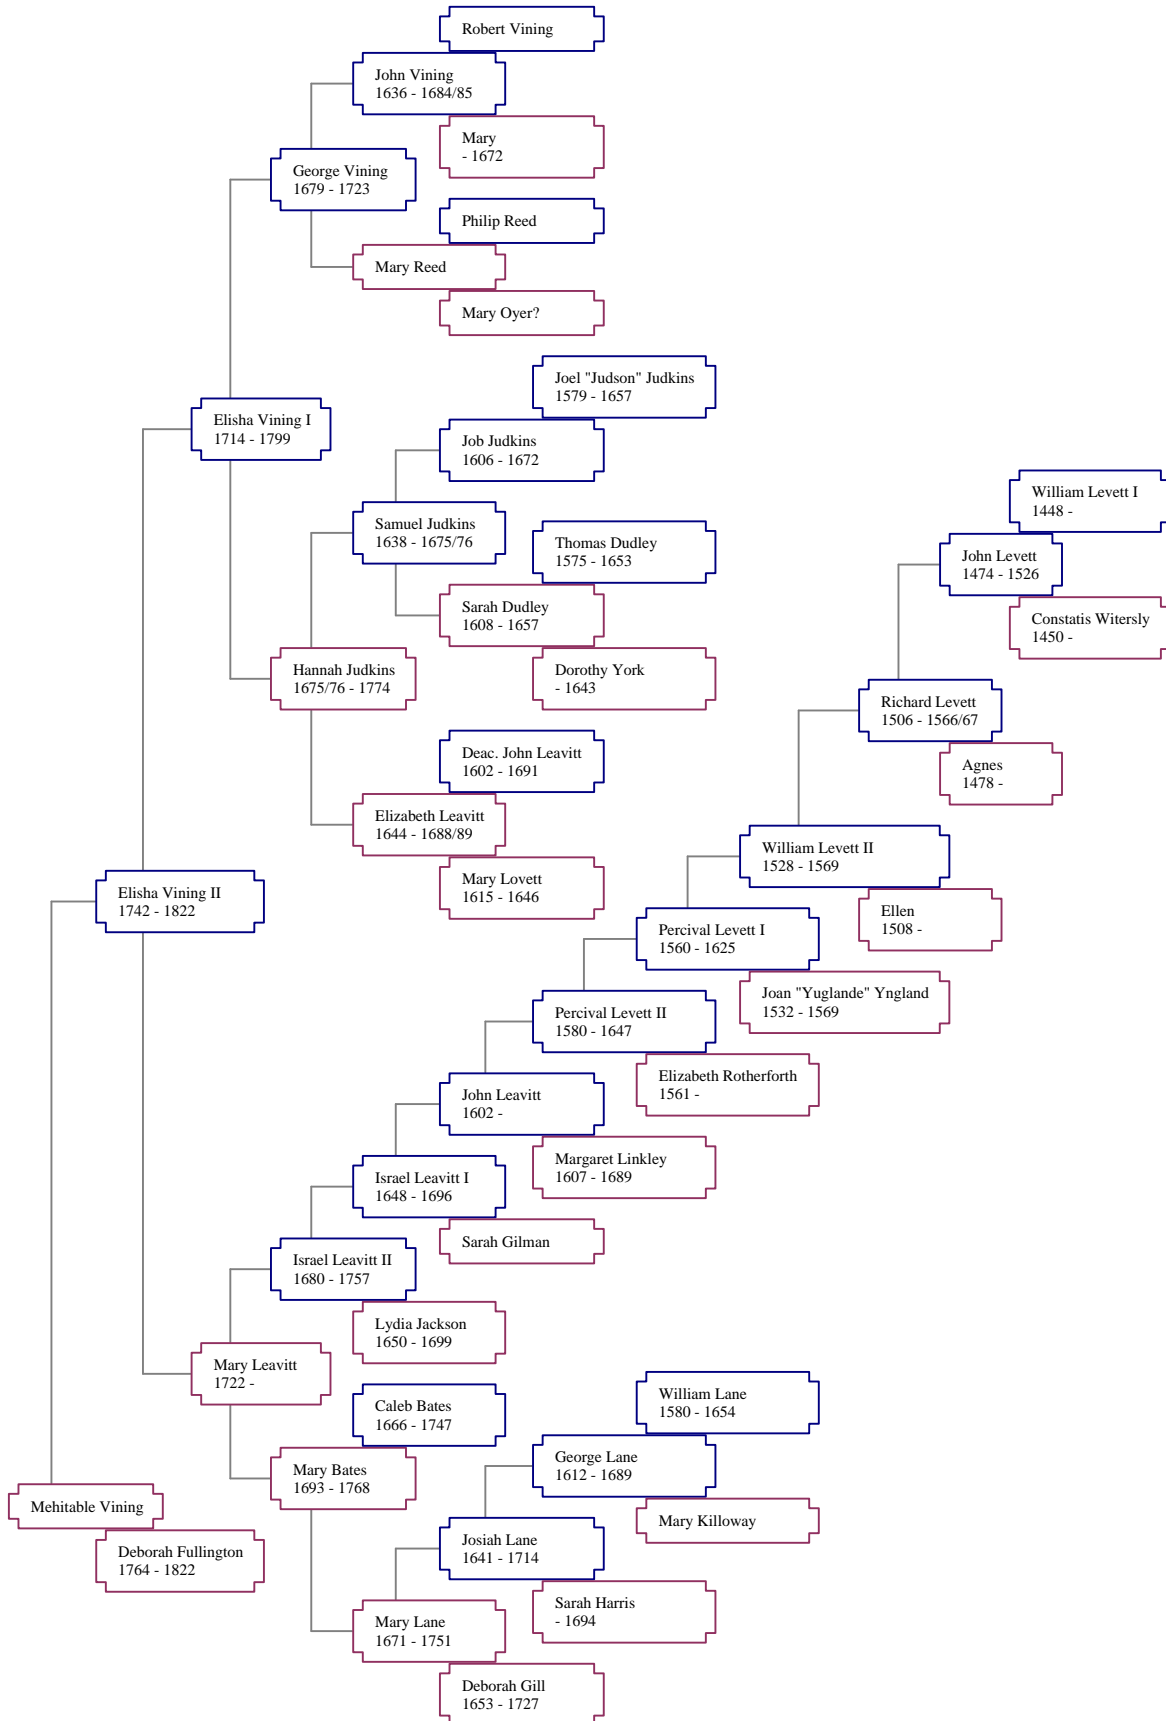 Robert Vining
John Vining
1636 - 1684/85
Mary
- 1672
George Vining
1679 - 1723
Philip Reed
Mary Reed
Mary Oyer?
Joel "Judson" Judkins
1579 - 1657
Elisha Vining I
1714 - 1799
Job Judkins
1606 - 1672
William Levett I
1448 -
Samuel Judkins
1638 - 1675/76
Thomas Dudley
1575 - 1653
John Levett
1474 - 1526
Sarah Dudley
1608 - 1657
Constatis Witersly
1450 -
Hannah Judkins
1675/76 - 1774
Dorothy York
- 1643
Richard Levett
1506 - 1566/67
Deac. John Leavitt
1602 - 1691
Agnes
1478 -
Elizabeth Leavitt
1644 - 1688/89
William Levett II
1528 - 1569
Elisha Vining II
1742 - 1822
Mary Lovett
1615 - 1646
Ellen
1508 -
Percival Levett I
1560 - 1625
Joan "Yuglande" Yngland
1532 - 1569
Percival Levett II
1580 - 1647
Elizabeth Rotherforth
1561 -
John Leavitt
1602 -
Margaret Linkley
1607 - 1689
Israel Leavitt I
1648 - 1696
Sarah Gilman
Israel Leavitt II
1680 - 1757
Lydia Jackson
1650 - 1699
Mary Leavitt
1722 -
William Lane
1580 - 1654
Caleb Bates
1666 - 1747
George Lane
1612 - 1689
Mary Bates
1693 - 1768
Mehitable Vining
Mary Killoway
Deborah Fullington
1764 - 1822
Josiah Lane
1641 - 1714
Sarah Harris
- 1694
Mary Lane
1671 - 1751
Deborah Gill
1653 - 1727